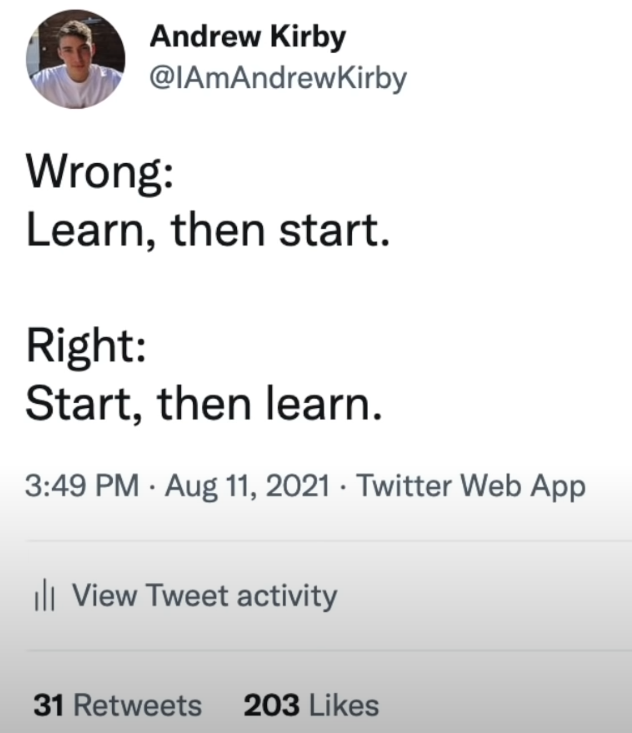 Andrew Kirby
@IAmAndrewKirby
Wrong:
Learn, then start.
Right:
Start, then learn.
3:49 PM · Aug 11, 2021 · Twitter Web App
View Tweet activity
31 Retweets 203 Likes